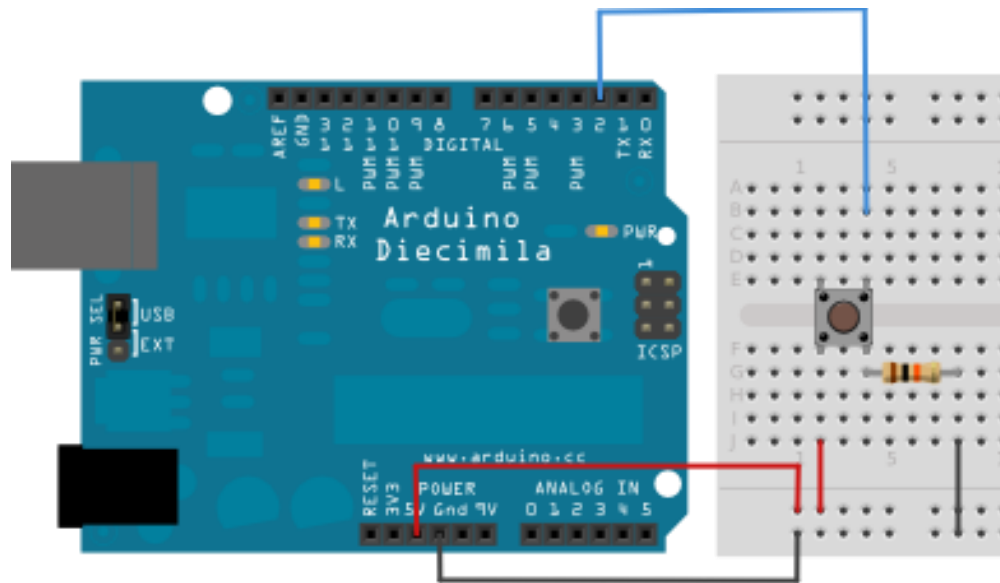 AREF
GND
13
12
11
10
9
8
7
6
5
4
3
2
1
0
DIGITAL
PWM
PWM
PWM
PWM
PWM
PWM
TX
RX
L
TX
RX
Arduino
Diecimila
PWR
1
ICSP
PWR SEL
USB
EXT
www.arduino.cc
RESET
3V3
POWER
5V Gnd 9V
ANALOG IN
0 1 2 3 4 5
1
5
A
B
C
D
E
F
G
H
I
J
1
5